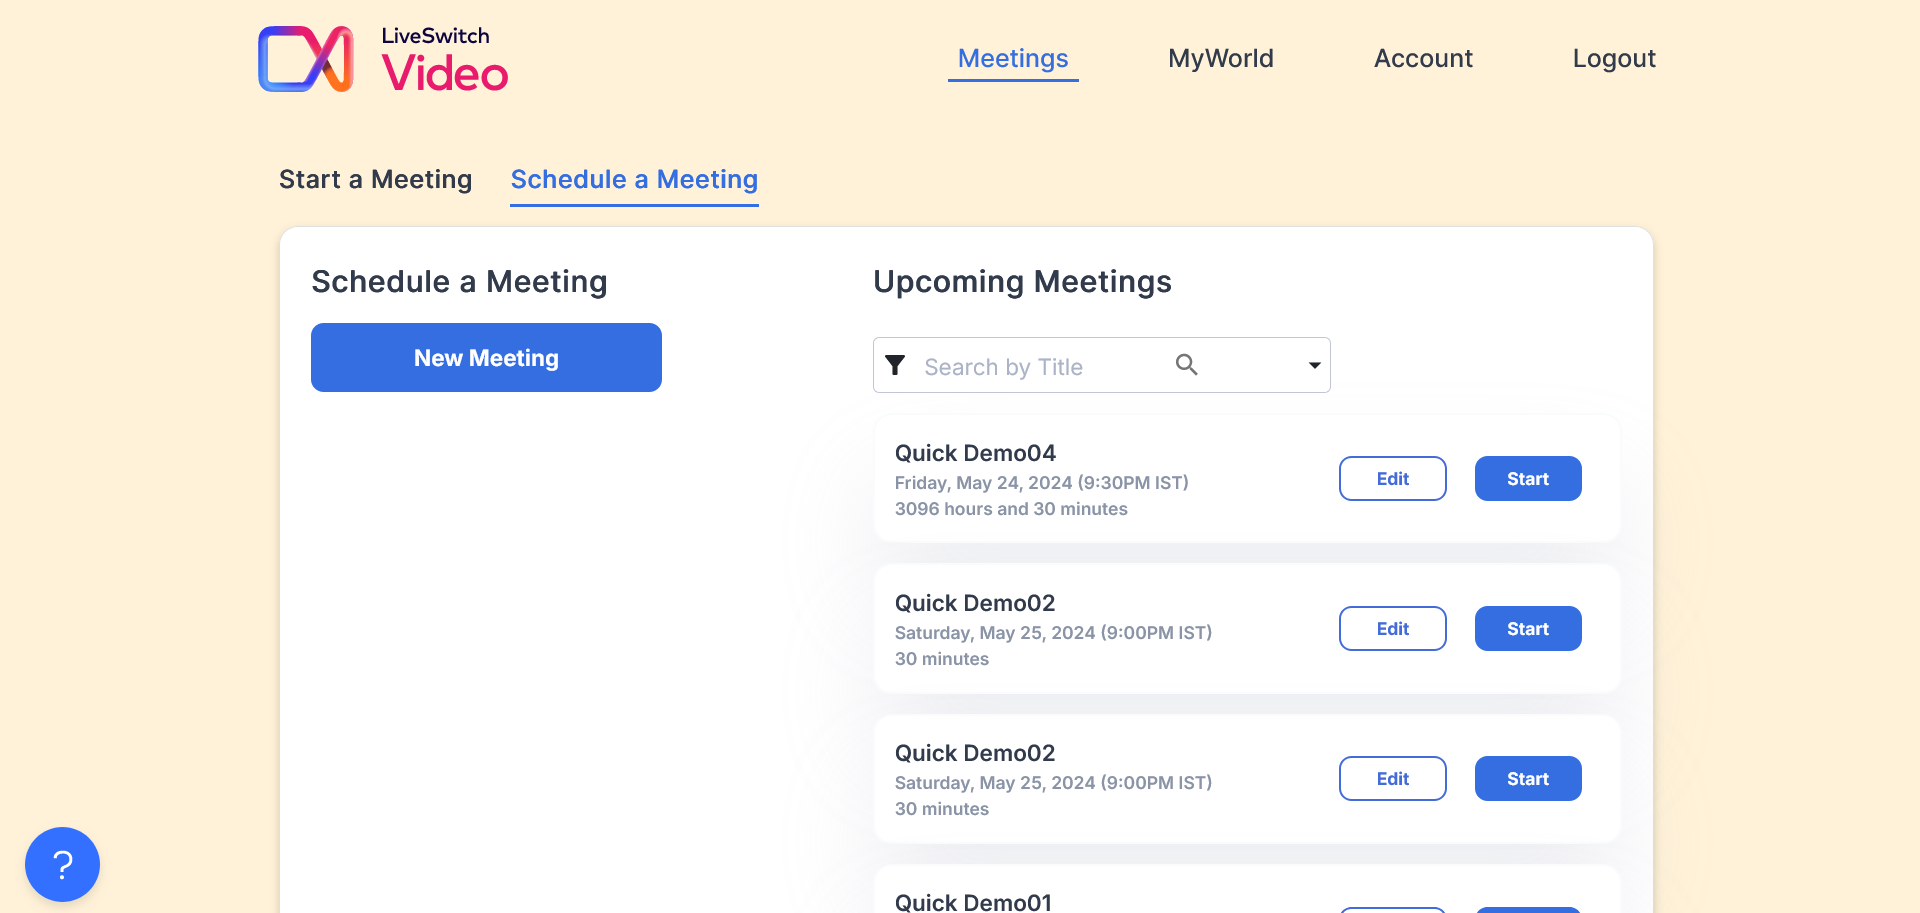 LiveSwitch
Video
Meetings
MyWorld
Account
Logout
Start a Meeting
Schedule a Meeting
Schedule a Meeting
New Meeting
Upcoming Meetings
Search by Title
Quick Demo04
Friday, May 24, 2024 (9:30PM IST)
3096 hours and 30 minutes
Edit
Start
Quick Demo02
Saturday, May 25, 2024 (9:00PM IST)
30 minutes
Edit
Start
Quick Demo02
Saturday, May 25, 2024 (9:00PM IST)
30 minutes
Edit
Start
Quick Demo01
?